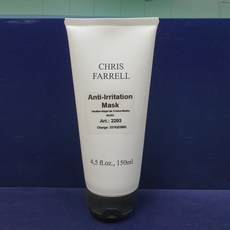 CHRIS
FARRELL
Anti-Irritation
Mask
Art.: 2203
4,5 fl.oz., 150ml